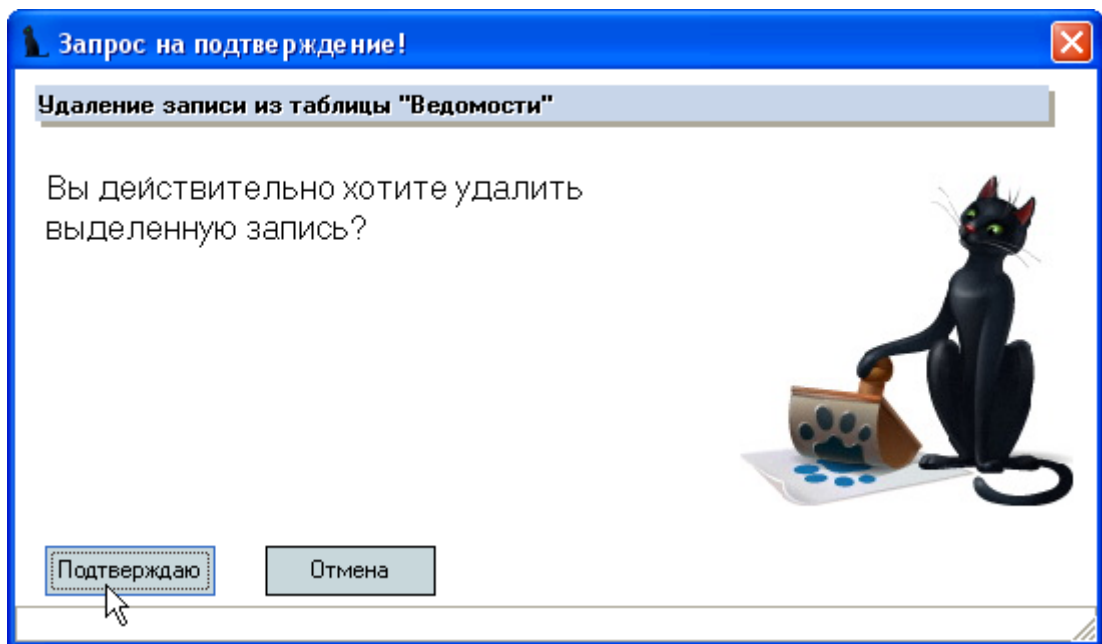 Запрос на подтверждение!
Удаление записи из таблицы "Ведомости"
Вы действительно хотите удалить
выделенную запись?
Подтверждаю
Отмена